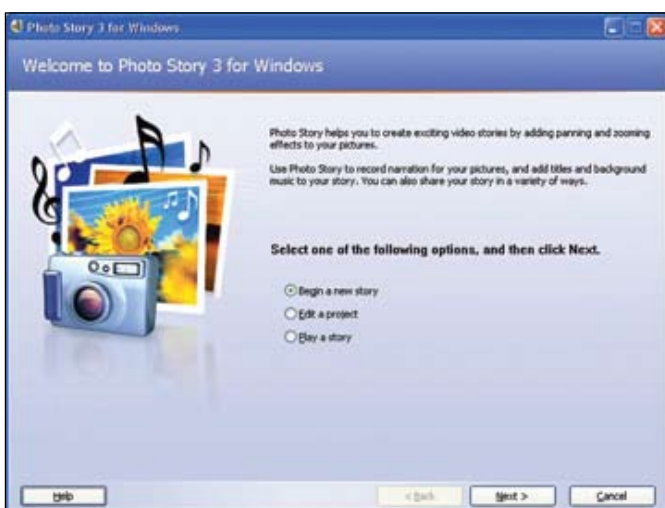 Photo Story 3 for Windows
Welcome to Photo Story 3 for Windows
Photo Story helps you to create exciting video stories by adding panning and zooming
effects to your pictures.
Use Photo Story to record narration for your pictures, and add titles and background
music to your story. You can also share your story in a variety of ways.
Select one of the following options, and then click Next.
Begin a new story
Edit a project
Play a story
Help
< Back
Next >
Cancel